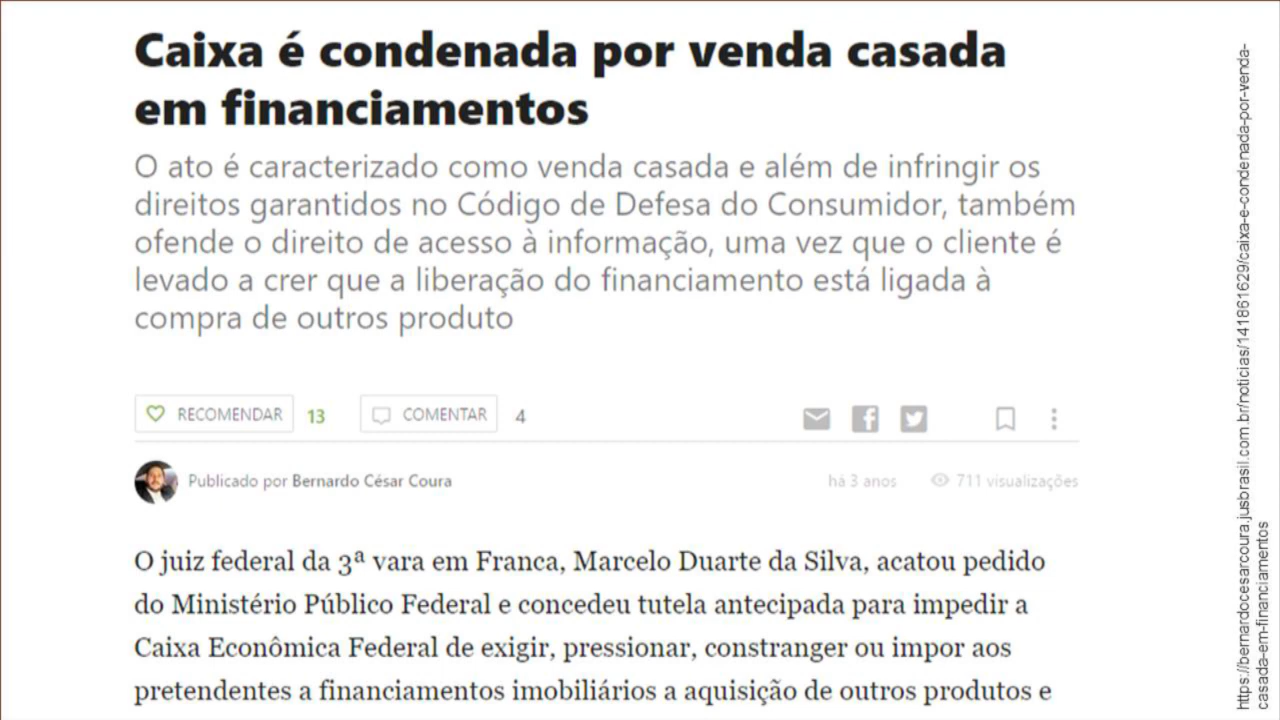 Caixa é condenada por venda casada
em financiamentos
O ato é caracterizado como venda casada e além de infringir os
direitos garantidos no Código de Defesa do Consumidor, também
ofende o direito de acesso à informação, uma vez que o cliente é
levado a crer que a liberação do financiamento está ligada à
compra de outros produto
RECOMENDAR 13 COMENTAR 4
Publicado por Bernardo César Coura há 3 anos 711 visualizações
O juiz federal da 3ª vara em Franca, Marcelo Duarte da Silva, acatou pedido
do Ministério Público Federal e concedeu tutela antecipada para impedir a
Caixa Econômica Federal de exigir, pressionar, constranger ou impor aos
pretendentes a financiamentos imobiliários a aquisição de outros produtos e
https://bernardocesarcoura.jusbrasil.com.br/noticias/141861629/caixa-e-condenada-por-venda-
casada-em-financiamentos